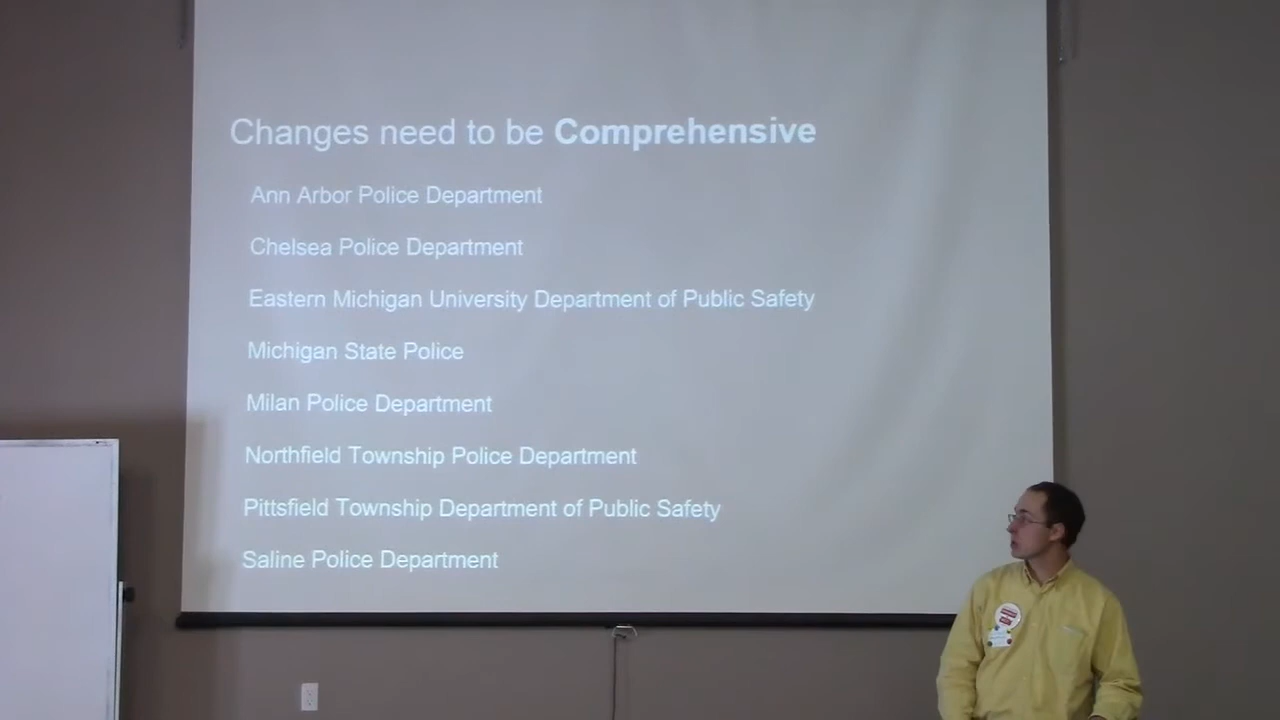 Changes need to be Comprehensive
Ann Arbor Police Department
Chelsea Police Department
Eastern Michigan University Department of Public Safety
Michigan State Police
Milan Police Department
Northfield Township Police Department
Pittsfield Township Department of Public Safety
Saline Police Department